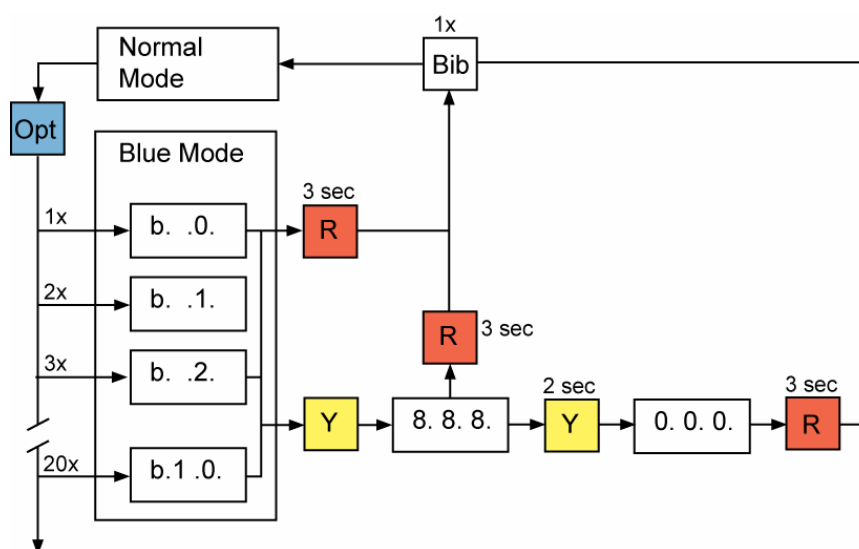 1x
Normal
Mode
Bib
Opt
Blue Mode
3 sec
1x
b. .0.
R
2x
b. .1.
R
3 sec
3x
b. .2.
2 sec
3 sec
Y
8. 8. 8.
Y
0. 0. 0.
R
20x
b.1 .0.